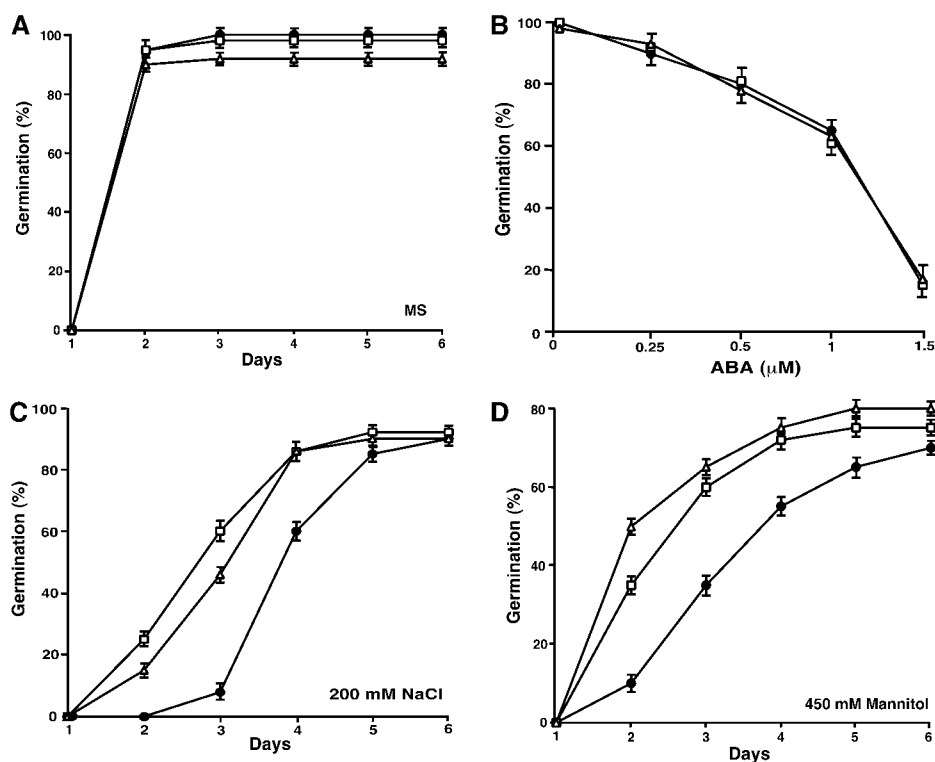 A
Germination (%)
100
80
60
40
20
0
1 2 3 4 5 6
Days
MS
B
Germination (%)
100
80
60
40
20
0
0 0.25 0.5 1 1.5
ABA (μM)
C
Germination (%)
100
80
60
40
20
0
1 2 3 4 5 6
Days
200 mM NaCl
D
Germination (%)
80
60
40
20
0
1 2 3 4 5 6
Days
450 mM Mannitol